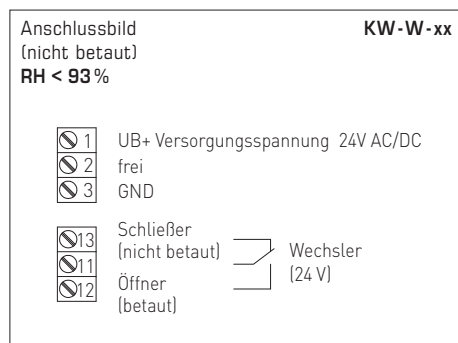 Anschlussbild KW-W-xx
(nicht betaut)
RH < 93 %
1 UB+ Versorgungsspannung 24V AC/DC
2 frei
3 GND
13 Schließer
(nicht betaut)
11
12 Öffner
(betaut)
Wechsler
(24 V)